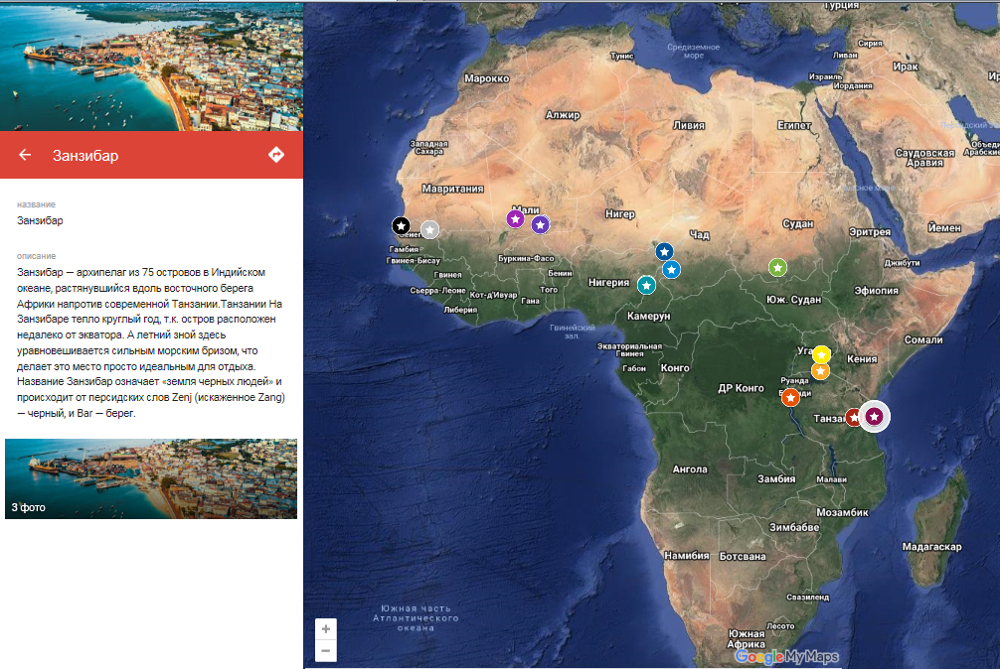 Занзибар
название
Занзибар
описание
Занзибар — архипелаг из 75 островов в Индийском
океане, растянувшийся вдоль восточного берега
Африки напротив современной Танзании.Танзании На
Занзибаре тепло круглый год, т.к. остров расположен
недалеко от экватора. А летний зной здесь
уравновешивается сильным морским бризом, что
делает это место просто идеальным для отдыха.
Название Занзибар означает «земля черных людей» и
происходит от персидских слов Zenj (искаженное Zang)
— черный, и Bar — берег.
3 фото
Турция
Средиземное
море
Сирия
Тунис
Ливан
Ирак
Марокко
Израиль
Иордания
Алжир
Ливия
Египет
Западная
Сахара
Саудовская
Аравия
Объеди
Арабские
Мавритания
Красное море
Мали
Нигер
Чад
Судан
Эритрея
Йемен
Сенег
Гамбия
Гвинея-Бисау
Буркина-Фасо
Джибути
Гвинея
Бенин
Нигерия
Эфиопия
Сьерра-Леоне
Кот-д'Ивуар
Того
Гана
Юж. Судан
Либерия
Камерун
Гвинейский
зал.
Сомали
Экваториальная
Гвинея
Уга
Кения
Габон
Конго
ДР Конго
Руанда
Бу
ди
Танза
Ангола
Замбия
Малави
Мозамбик
Зимбабве
Мадагаскар
Намибия
Ботсвана
Свазиленд
Южная часть
Атлантического
океана
Лесото
Южная
Африка
Google My Maps
+
−